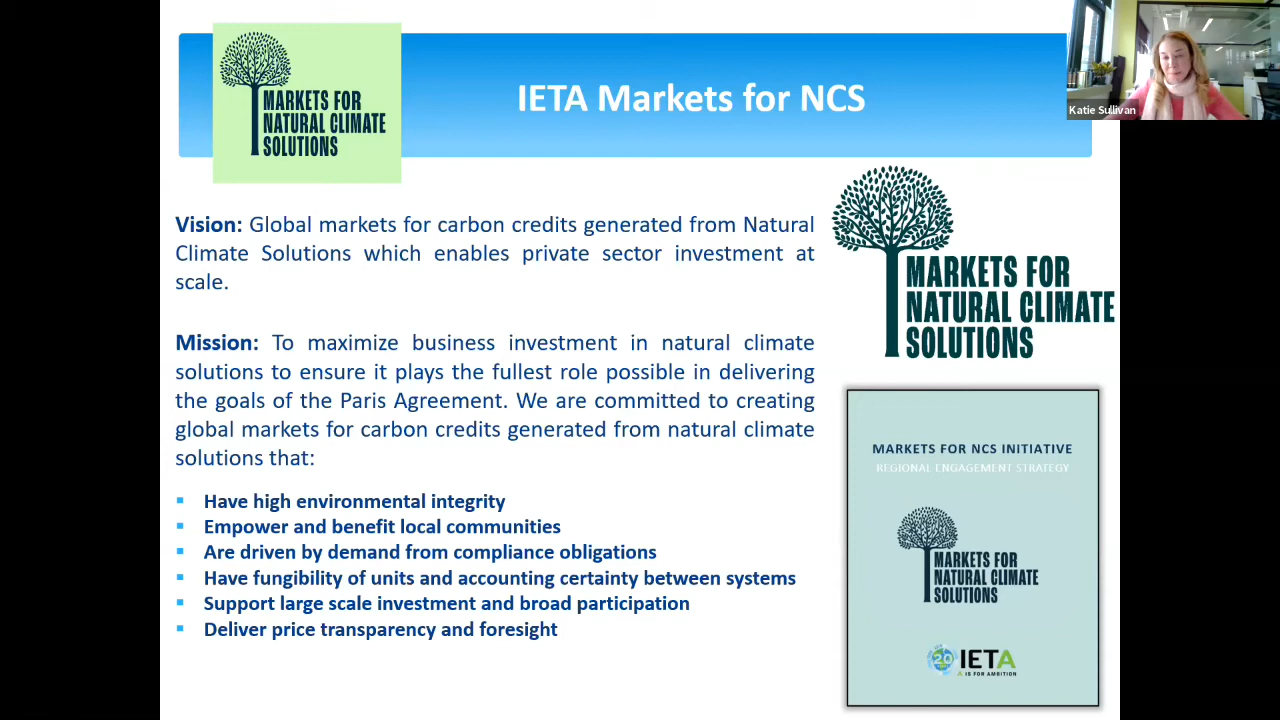 MARKETS FOR
NATURAL CLIMATE
SOLUTIONS
IETA Markets for NCS
Katie Sullivan
Vision: Global markets for carbon credits generated from Natural
Climate Solutions which enables private sector investment at
scale.
Mission: To maximize business investment in natural climate
solutions to ensure it plays the fullest role possible in delivering
the goals of the Paris Agreement. We are committed to creating
global markets for carbon credits generated from natural climate
solutions that:
Have high environmental integrity
Empower and benefit local communities
Are driven by demand from compliance obligations
Have fungibility of units and accounting certainty between systems
Support large scale investment and broad participation
Deliver price transparency and foresight
MARKETS FOR
NATURAL CLIMATE
SOLUTIONS
MARKETS FOR NCS INITIATIVE
REGIONAL ENGAGEMENT STRATEGY
MARKETS FOR
NATURAL CLIMATE
SOLUTIONS
20 IETA
A IS FOR AMBITION